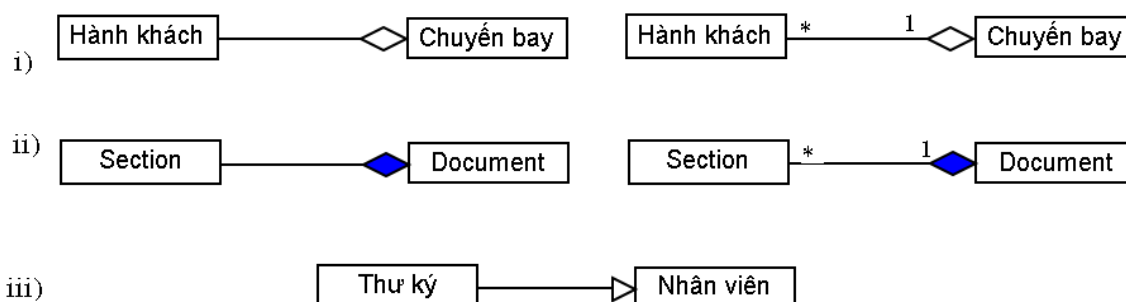 i) Hành khách Chuyến bay Hành khách * 1 Chuyến bay
ii) Section Document Section * 1 Document
iii) Thư ký Nhân viên